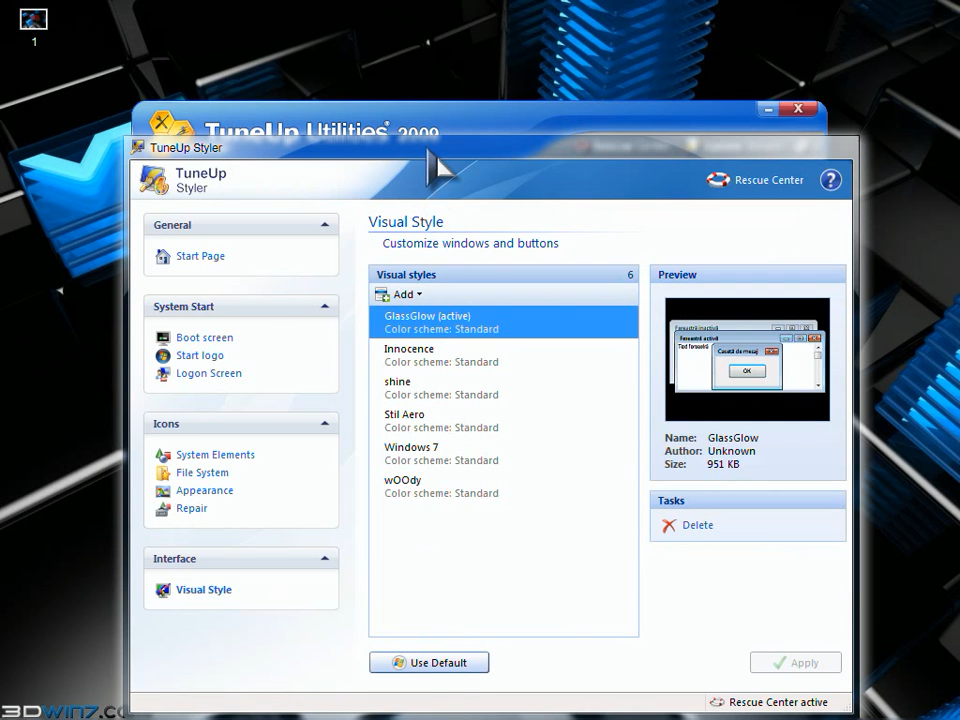 1
TuneUp Utilities 2009
TuneUp Styler
TuneUp
Styler
Rescue Center
?
General
Start Page
System Start
Boot screen
Start logo
Logon Screen
Icons
System Elements
File System
Appearance
Repair
Interface
Visual Style
Visual Style
Customize windows and buttons
Visual styles 6
Add
GlassGlow (active)
Color scheme: Standard
Innocence
Color scheme: Standard
shine
Color scheme: Standard
Stil Aero
Color scheme: Standard
Windows 7
Color scheme: Standard
wOOdy
Color scheme: Standard
Use Default
Preview
Fereastră inactivă
Fereastră activă
Text fereastră
Casetă de mesaj
OK
Name: GlassGlow
Author: Unknown
Size: 951 KB
Tasks
Delete
Apply
Rescue Center active
3DWIN7.CO